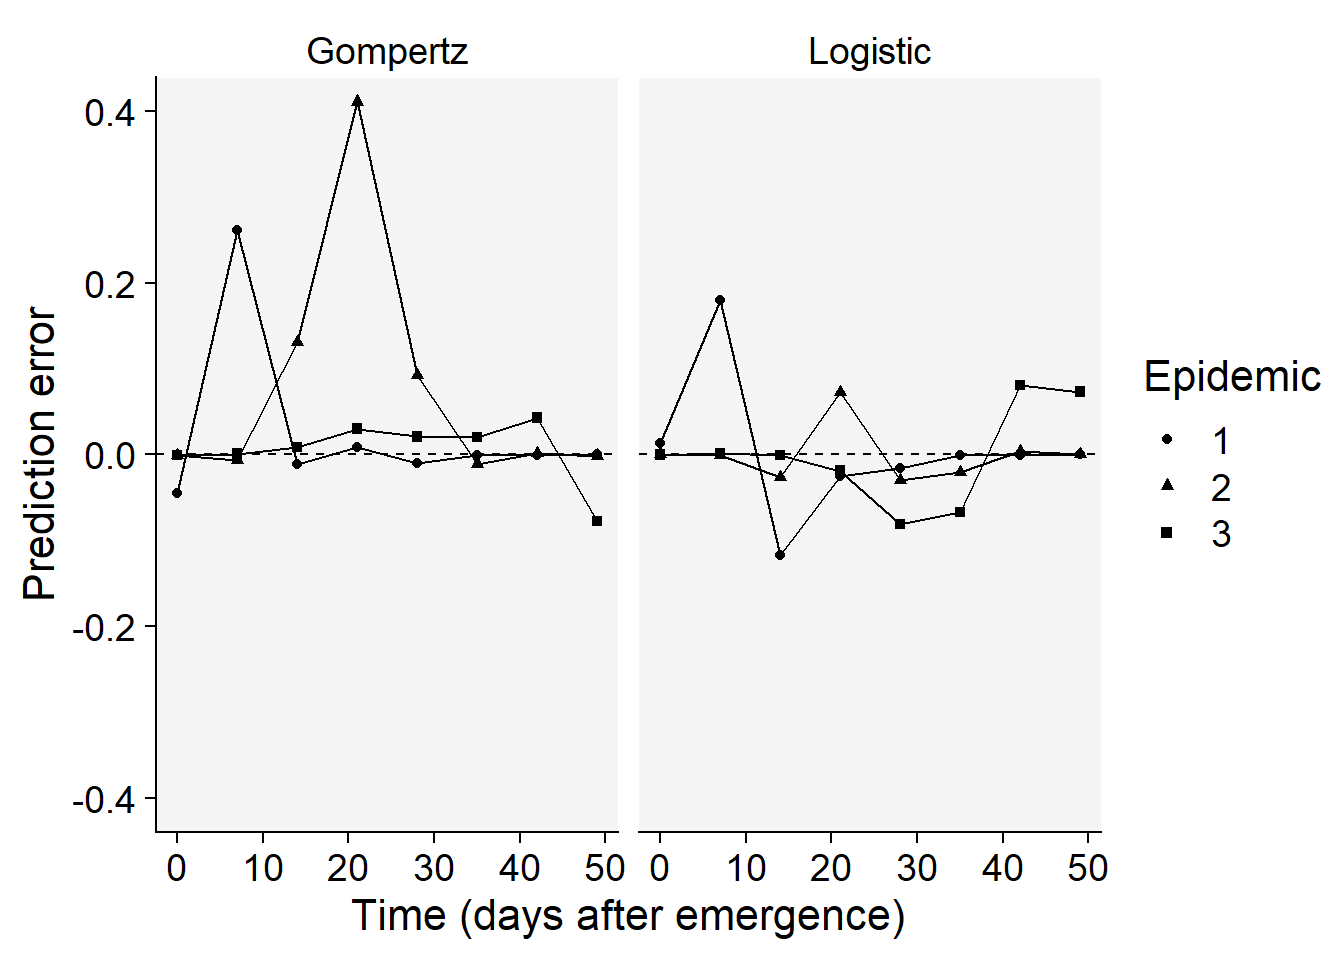 Gompertz Logistic
0.4
0.2
0.0
-0.2
-0.4
Prediction error
0 10 20 30 40 50 0 10 20 30 40 50
Time (days after emergence)
Epidemic
1
2
3